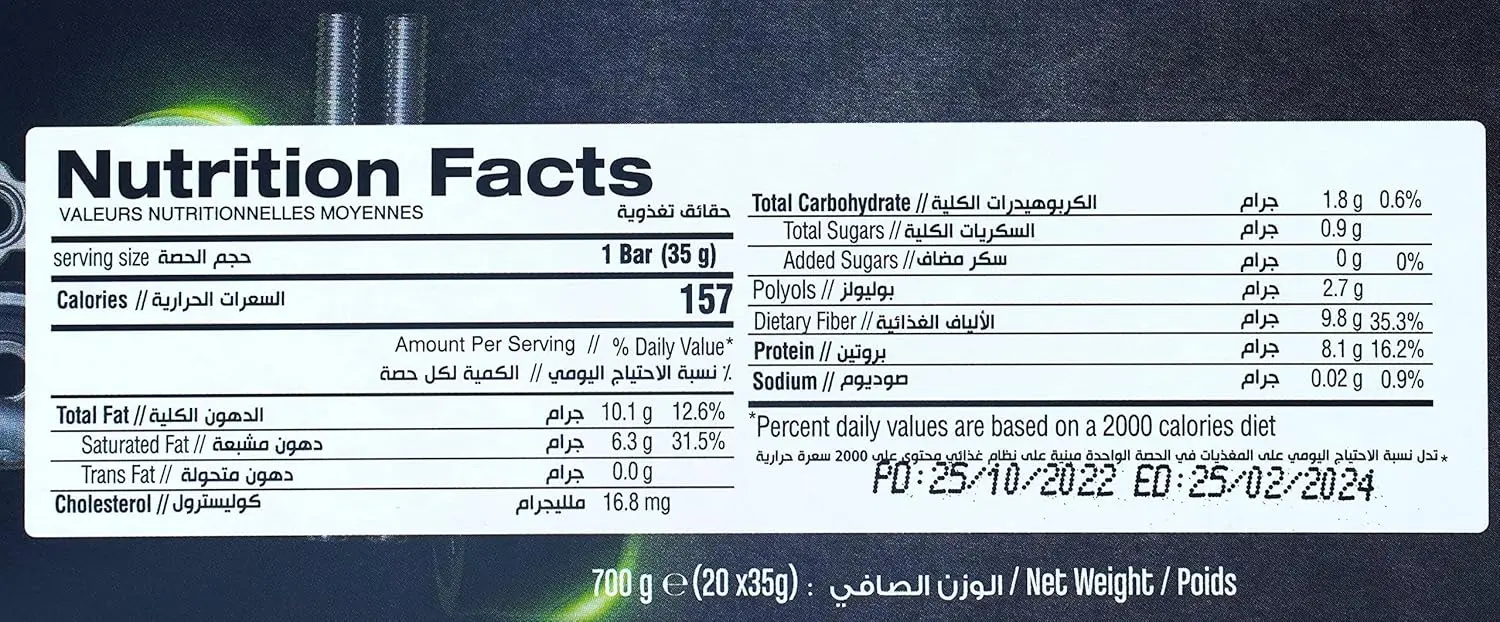 Nutrition Facts
VALEURS NUTRITIONNELLES MOYENNES حقائق تغذوية
serving size حجم الحصة 1 Bar (35 g)
Calories // السعرات الحرارية 157
Amount Per Serving // % Daily Value*
٪ نسبة الاحتياج اليومي // الكمية لكل حصة
Total Fat // الدهون الكلية جرام 10.1 g 12.6%
Saturated Fat // دهون مشبعة جرام 6.3 g 31.5%
Trans Fat // دهون متحولة جرام 0.0 g
Cholesterol // كوليسترول ملليجرام 16.8 mg
Total Carbohydrate // الكربوهيدرات الكلية جرام 1.8 g 0.6%
Total Sugars // السكريات الكلية جرام 0.9 g
Added Sugars // سكر مضاف جرام 0 g 0%
Polyols // بوليولز جرام 2.7 g
Dietary Fiber // الألياف الغذائية جرام 9.8 g 35.3%
Protein // بروتين جرام 8.1 g 16.2%
Sodium // صوديوم جرام 0.02 g 0.9%
*Percent daily values are based on a 2000 calories diet
* تدل نسبة الاحتياج اليومي على المغذيات في الحصة الواحدة مبنية على نظام غذائي محتوي على 2000 سعرة حرارية
PD:25/10/2022 ED:25/02/2024
700 g e (20 x35g) : الوزن الصافي / Net Weight / Poids